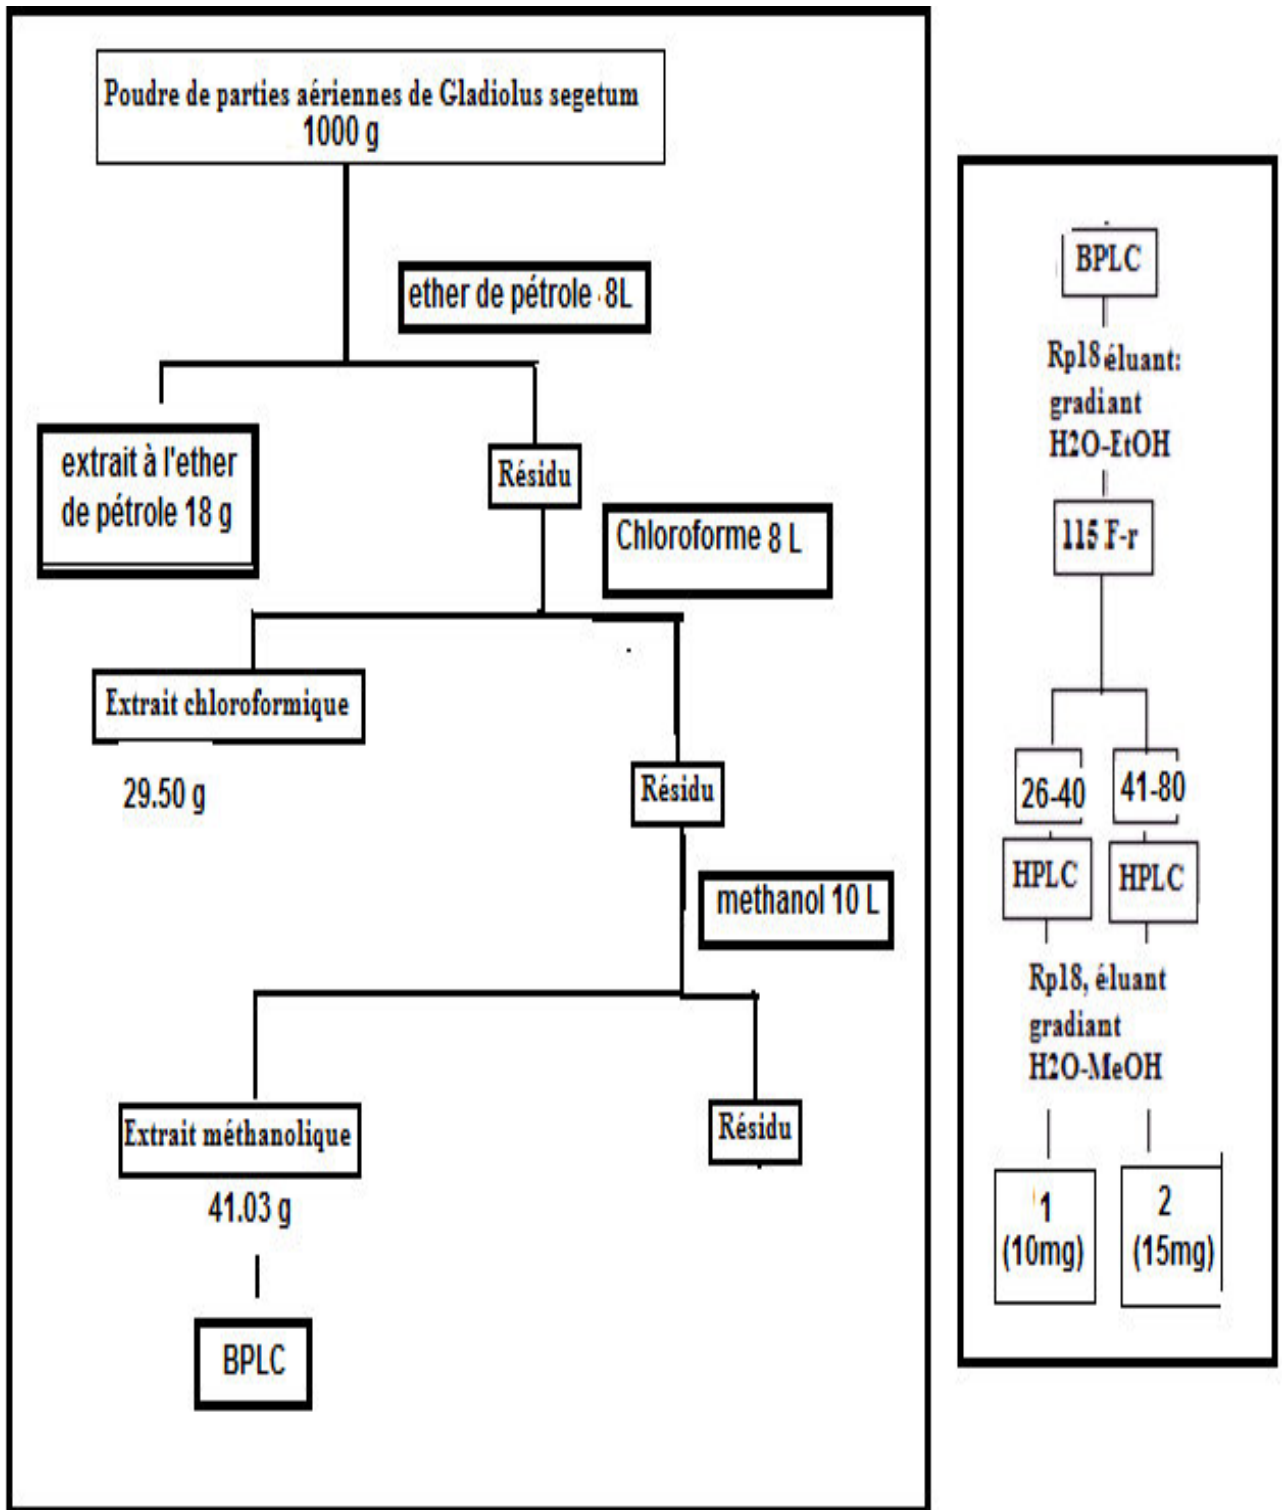 Poudre de parties aériennes de Gladiolus segetum
1000 g
ether de pétrole 8L
extrait à l'ether
de pétrole 18 g
Résidu
Chloroforme 8 L
Extrait chloroformique
29.50 g
Résidu
methanol 10 L
Extrait méthanolique
41.03 g
Résidu
BPLC
BPLC
Rp18 éluant:
gradiant
H2O-EtOH
115 F-r
26-40
41-80
HPLC
HPLC
Rp18, éluant
gradiant
H2O-MeOH
1
(10mg)
2
(15mg)